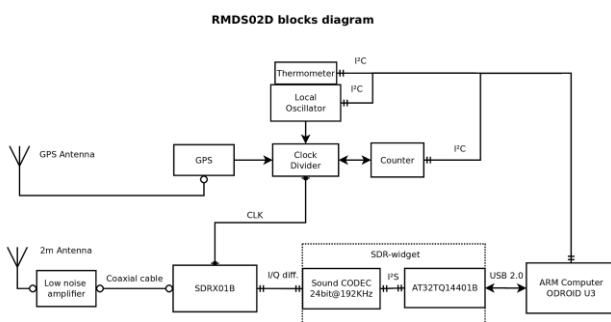 RMDS02D blocks diagram
I²C
Thermometer
Local
Oscillator
I²C
GPS Antenna
GPS
Clock
Divider
Counter
I²C
CLK
2m Antenna
SDR-widget
Low noise
amplifier
Coaxial cable
SDRX01B
I/Q diff.
Sound CODEC
24bit@192KHz
I²S
AT32TQ14401B
USB 2.0
ARM Computer
ODROID U3